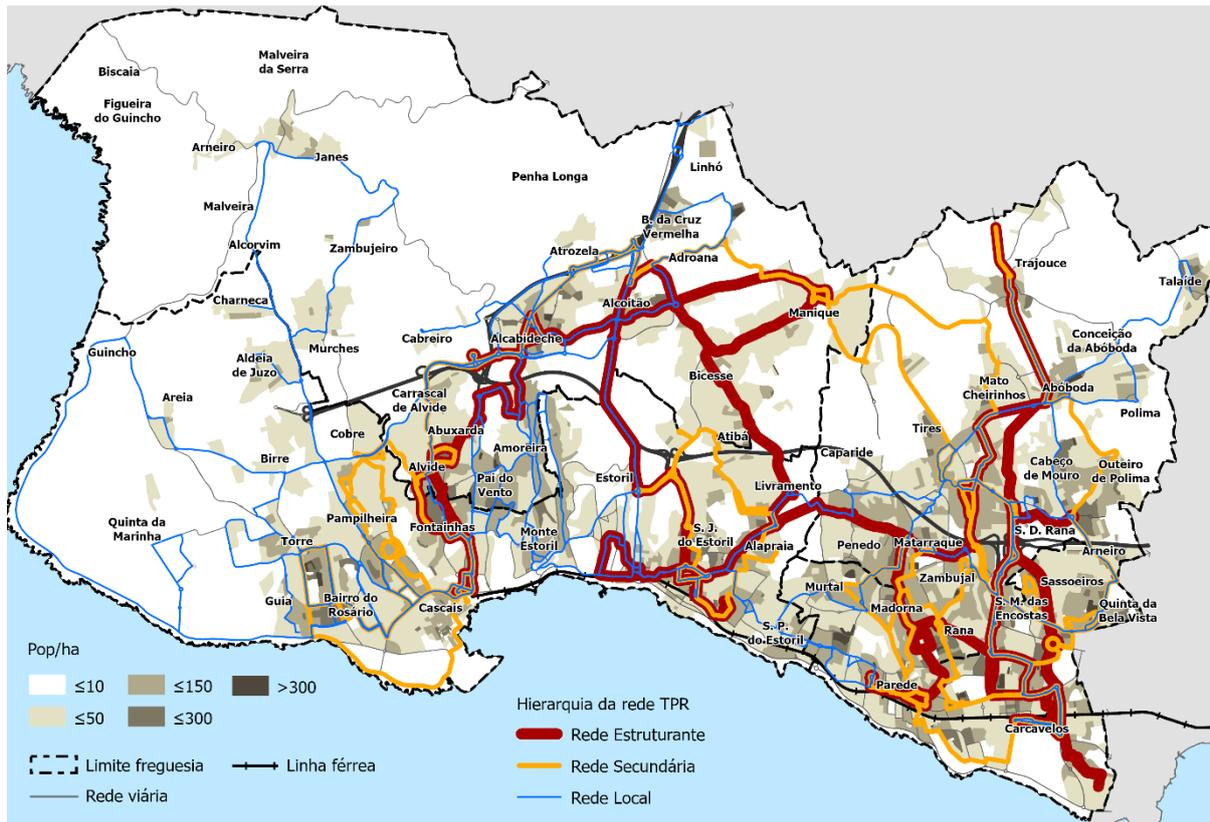 Malveira
da Serra
Biscaia
Figueira
do Guincho
Arneiro
Janes
Linhó
Penha Longa
Malveira
B. da Cruz
Vermelha
Alcorvim
Zambujeiro
Atrozela
Adroana
Trajouce
Talaíde
Charneca
Alcoitão
Manique
Conceição
da Abóboda
Guincho
Murches
Cabreiro
Alcabideche
Aldeia
de Juzo
Bicesse
Mato
Cheirinhos
Abóboda
Areia
Carrascal
de Alvide
Polima
Cobre
Abuxarda
Atibá
Tires
Birre
Amoreira
Caparide
Alvide
Pai do
Vento
Estoril
Livramento
Cabeço
de Mouro
Outeiro
de Polima
Quinta da
Marinha
Pampilheira
Fontainhas
Torre
Monte
Estoril
S. J.
do Estoril
Alapraia
Penedo
Matarraque
S. D. Rana
Arneiro
Murtal
Zambujal
Sassoeiros
Guia
Bairro do
Rosário
Cascais
Madorna
S. M. das
Encostas
Quinta da
Bela Vista
S. P.
do Estoril
Rana
Parede
Carcavelos
Pop/ha
≤10
≤150
>300
≤50
≤300
Limite freguesia
Linha férrea
Rede viária
Hierarquia da rede TPR
Rede Estruturante
Rede Secundária
Rede Local